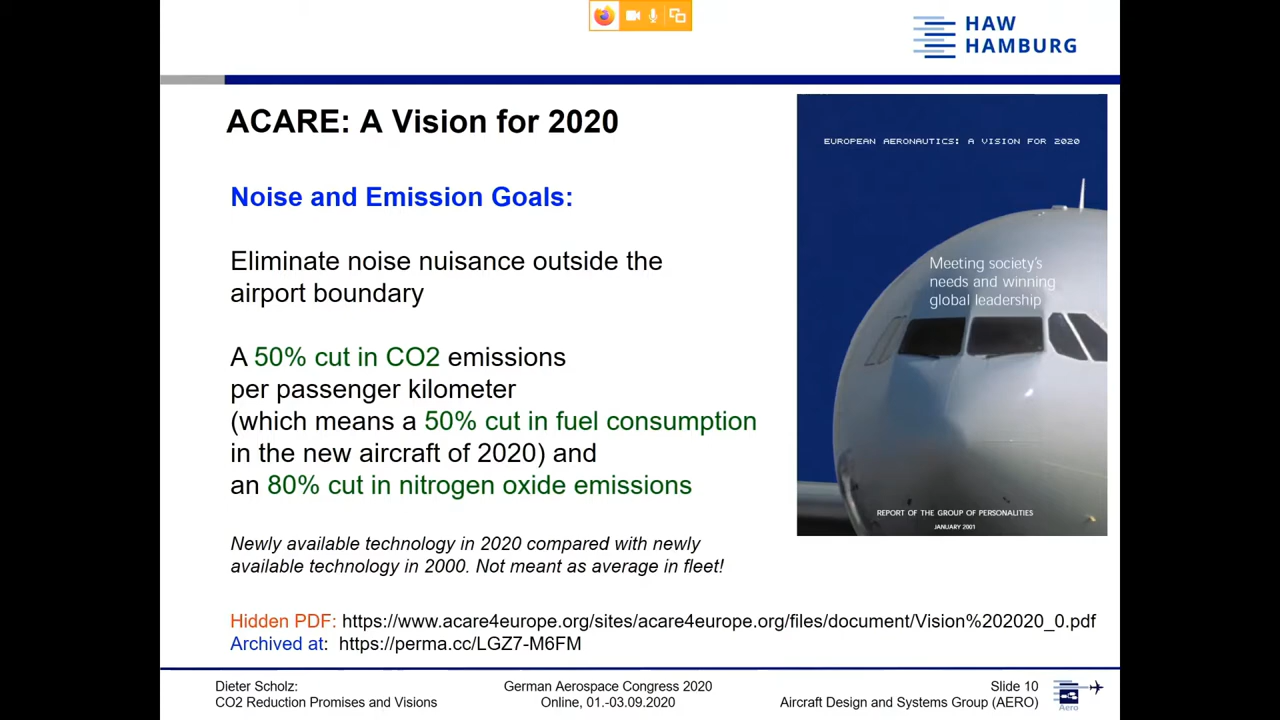 HAW
HAMBURG
ACARE: A Vision for 2020
Noise and Emission Goals:
Eliminate noise nuisance outside the
airport boundary
A 50% cut in CO2 emissions
per passenger kilometer
(which means a 50% cut in fuel consumption
in the new aircraft of 2020) and
an 80% cut in nitrogen oxide emissions
Newly available technology in 2020 compared with newly
available technology in 2000. Not meant as average in fleet!
EUROPEAN AERONAUTICS: A VISION FOR 2020
Meeting society's
needs and winning
global leadership
REPORT OF THE GROUP OF PERSONALITIES
JANUARY 2001
Hidden PDF: https://www.acare4europe.org/sites/acare4europe.org/files/document/Vision%202020_0.pdf
Archived at: https://perma.cc/LGZ7-M6FM
Dieter Scholz:
CO2 Reduction Promises and Visions
German Aerospace Congress 2020
Online, 01.-03.09.2020
Slide 10
Aircraft Design and Systems Group (AERO)
Aero